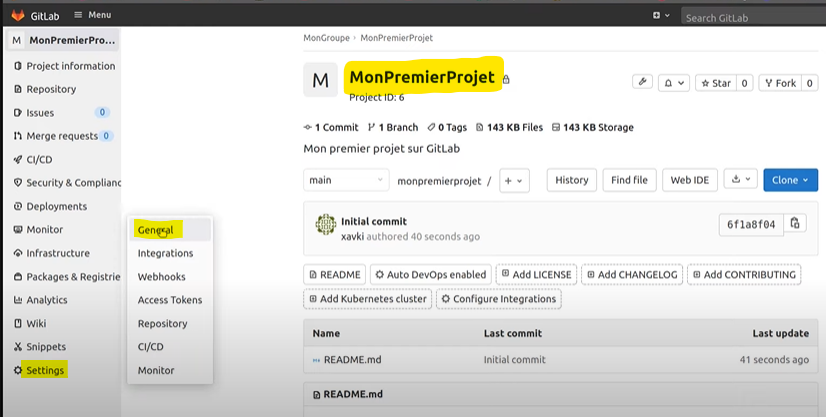 GitLab
Menu
Search GitLab
M
MonPremierPro...
Project information
Repository
Issues
0
Merge requests
0
CI/CD
Security & Complianc
Deployments
Monitor
Infrastructure
Packages & Registrie
Analytics
Wiki
Snippets
Settings
General
Integrations
Webhooks
Access Tokens
Repository
CI/CD
Monitor
MonGroupe › MonPremierProjet
M
MonPremierProjet
Project ID: 6
Star
0
Fork
0
1 Commit
1 Branch
0 Tags
143 KB Files
143 KB Storage
Mon premier projet sur GitLab
main
monpremierprojet /
+
History
Find file
Web IDE
Clone
Initial commit
xavki authored 40 seconds ago
6f1a8f04
README
Auto DevOps enabled
Add LICENSE
Add CHANGELOG
Add CONTRIBUTING
Add Kubernetes cluster
Configure Integrations
Name
Last commit
Last update
README.md
Initial commit
41 seconds ago
README.md